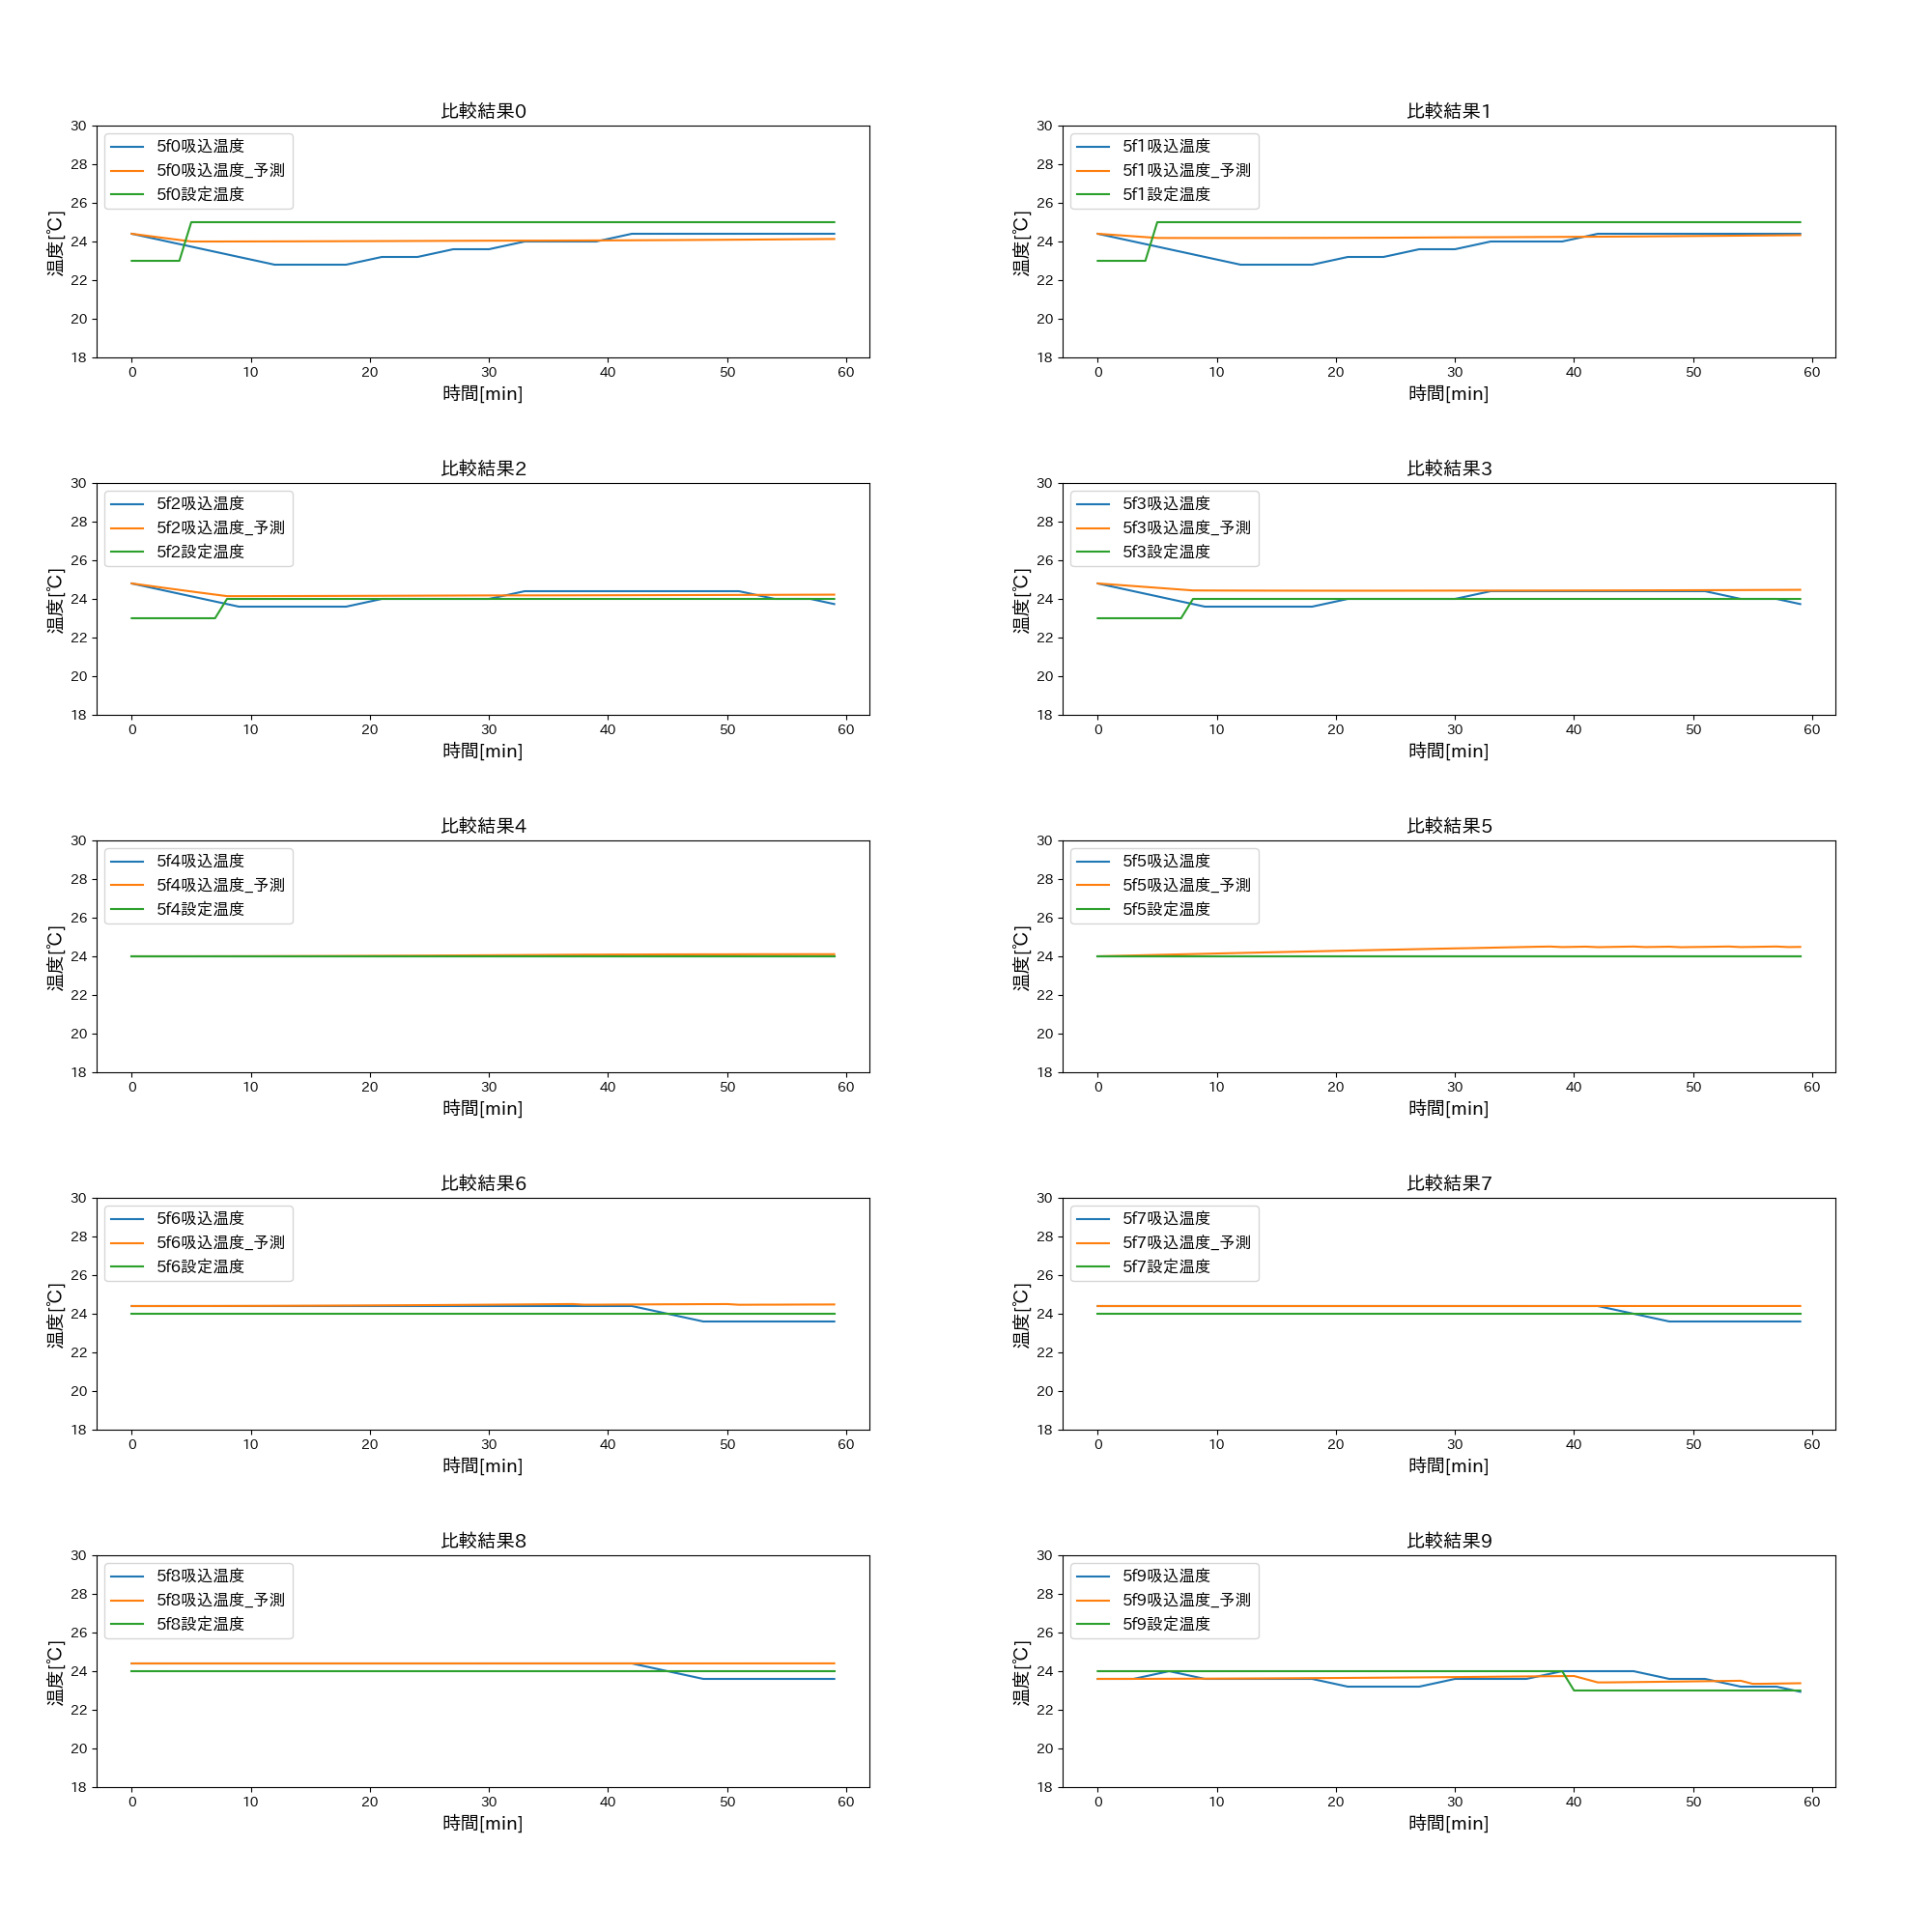 比較結果0
30
28
26
24
22
20
18
温度[℃]
5f0吸込温度
5f0吸込温度_予測
5f0設定温度
0 10 20 30 40 50 60
時間[min]
比較結果1
30
28
26
24
22
20
18
温度[℃]
5f1吸込温度
5f1吸込温度_予測
5f1設定温度
0 10 20 30 40 50 60
時間[min]
比較結果2
30
28
26
24
22
20
18
温度[℃]
5f2吸込温度
5f2吸込温度_予測
5f2設定温度
0 10 20 30 40 50 60
時間[min]
比較結果3
30
28
26
24
22
20
18
温度[℃]
5f3吸込温度
5f3吸込温度_予測
5f3設定温度
0 10 20 30 40 50 60
時間[min]
比較結果4
30
28
26
24
22
20
18
温度[℃]
5f4吸込温度
5f4吸込温度_予測
5f4設定温度
0 10 20 30 40 50 60
時間[min]
比較結果5
30
28
26
24
22
20
18
温度[℃]
5f5吸込温度
5f5吸込温度_予測
5f5設定温度
0 10 20 30 40 50 60
時間[min]
比較結果6
30
28
26
24
22
20
18
温度[℃]
5f6吸込温度
5f6吸込温度_予測
5f6設定温度
0 10 20 30 40 50 60
時間[min]
比較結果7
30
28
26
24
22
20
18
温度[℃]
5f7吸込温度
5f7吸込温度_予測
5f7設定温度
0 10 20 30 40 50 60
時間[min]
比較結果8
30
28
26
24
22
20
18
温度[℃]
5f8吸込温度
5f8吸込温度_予測
5f8設定温度
0 10 20 30 40 50 60
時間[min]
比較結果9
30
28
26
24
22
20
18
温度[℃]
5f9吸込温度
5f9吸込温度_予測
5f9設定温度
0 10 20 30 40 50 60
時間[min]